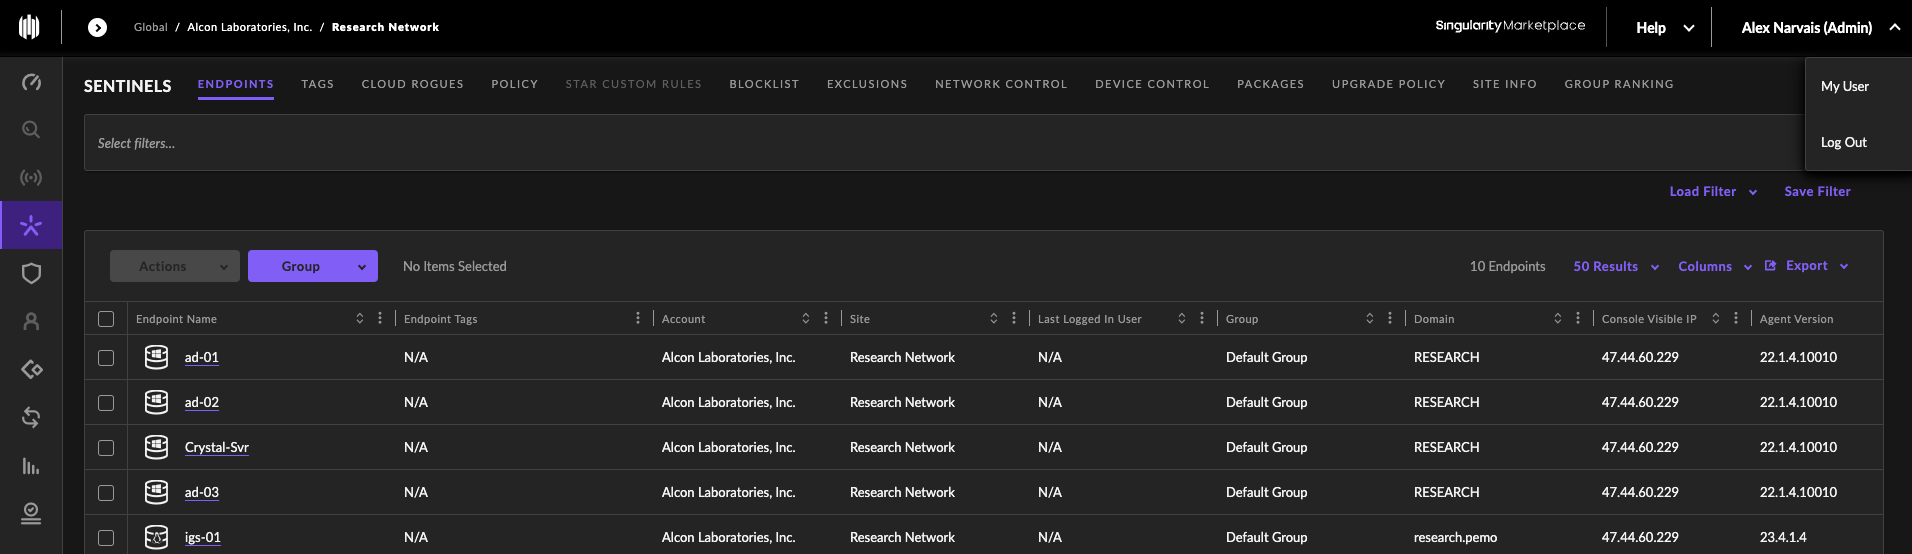 Global / Alcon Laboratories, Inc. / Research Network
Singularity Marketplace
Help
Alex Narvais (Admin)
SENTINELS ENDPOINTS TAGS CLOUD ROGUES POLICY STAR CUSTOM RULES BLOCKLIST EXCLUSIONS NETWORK CONTROL DEVICE CONTROL PACKAGES UPGRADE POLICY SITE INFO GROUP RANKING
My User
Log Out
Select filters...
Load Filter Save Filter
Actions Group No Items Selected 10 Endpoints 50 Results Columns Export
Endpoint Name Endpoint Tags Account Site Last Logged In User Group Domain Console Visible IP Agent Version
ad-01 N/A Alcon Laboratories, Inc. Research Network N/A Default Group RESEARCH 47.44.60.229 22.1.4.10010
ad-02 N/A Alcon Laboratories, Inc. Research Network N/A Default Group RESEARCH 47.44.60.229 22.1.4.10010
Crystal-Svr N/A Alcon Laboratories, Inc. Research Network N/A Default Group RESEARCH 47.44.60.229 22.1.4.10010
ad-03 N/A Alcon Laboratories, Inc. Research Network N/A Default Group RESEARCH 47.44.60.229 22.1.4.10010
igs-01 N/A Alcon Laboratories, Inc. Research Network N/A Default Group research.pemo 47.44.60.229 23.4.1.4